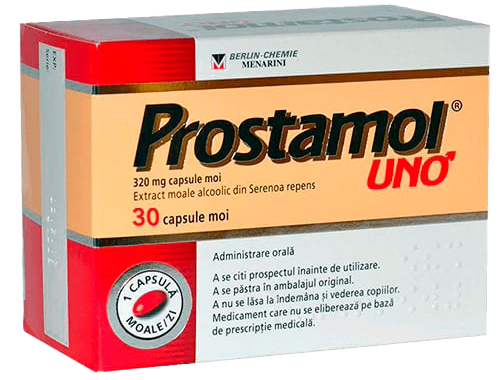 BERLIN-CHEMIE
MENARINI
Prostamol®
UNO
320 mg capsule moi
Extract moale alcoolic din Serenoa repens
30 capsule moi
Administrare orală
A se citi prospectul înainte de utilizare.
A se păstra în ambalajul original.
A nu se lăsa la îndemâna și vederea copiilor.
Medicament care nu se eliberează pe bază
de prescripție medicală.
1 CAPSULĂ
MOALE/ZI
EXP:
Serie: